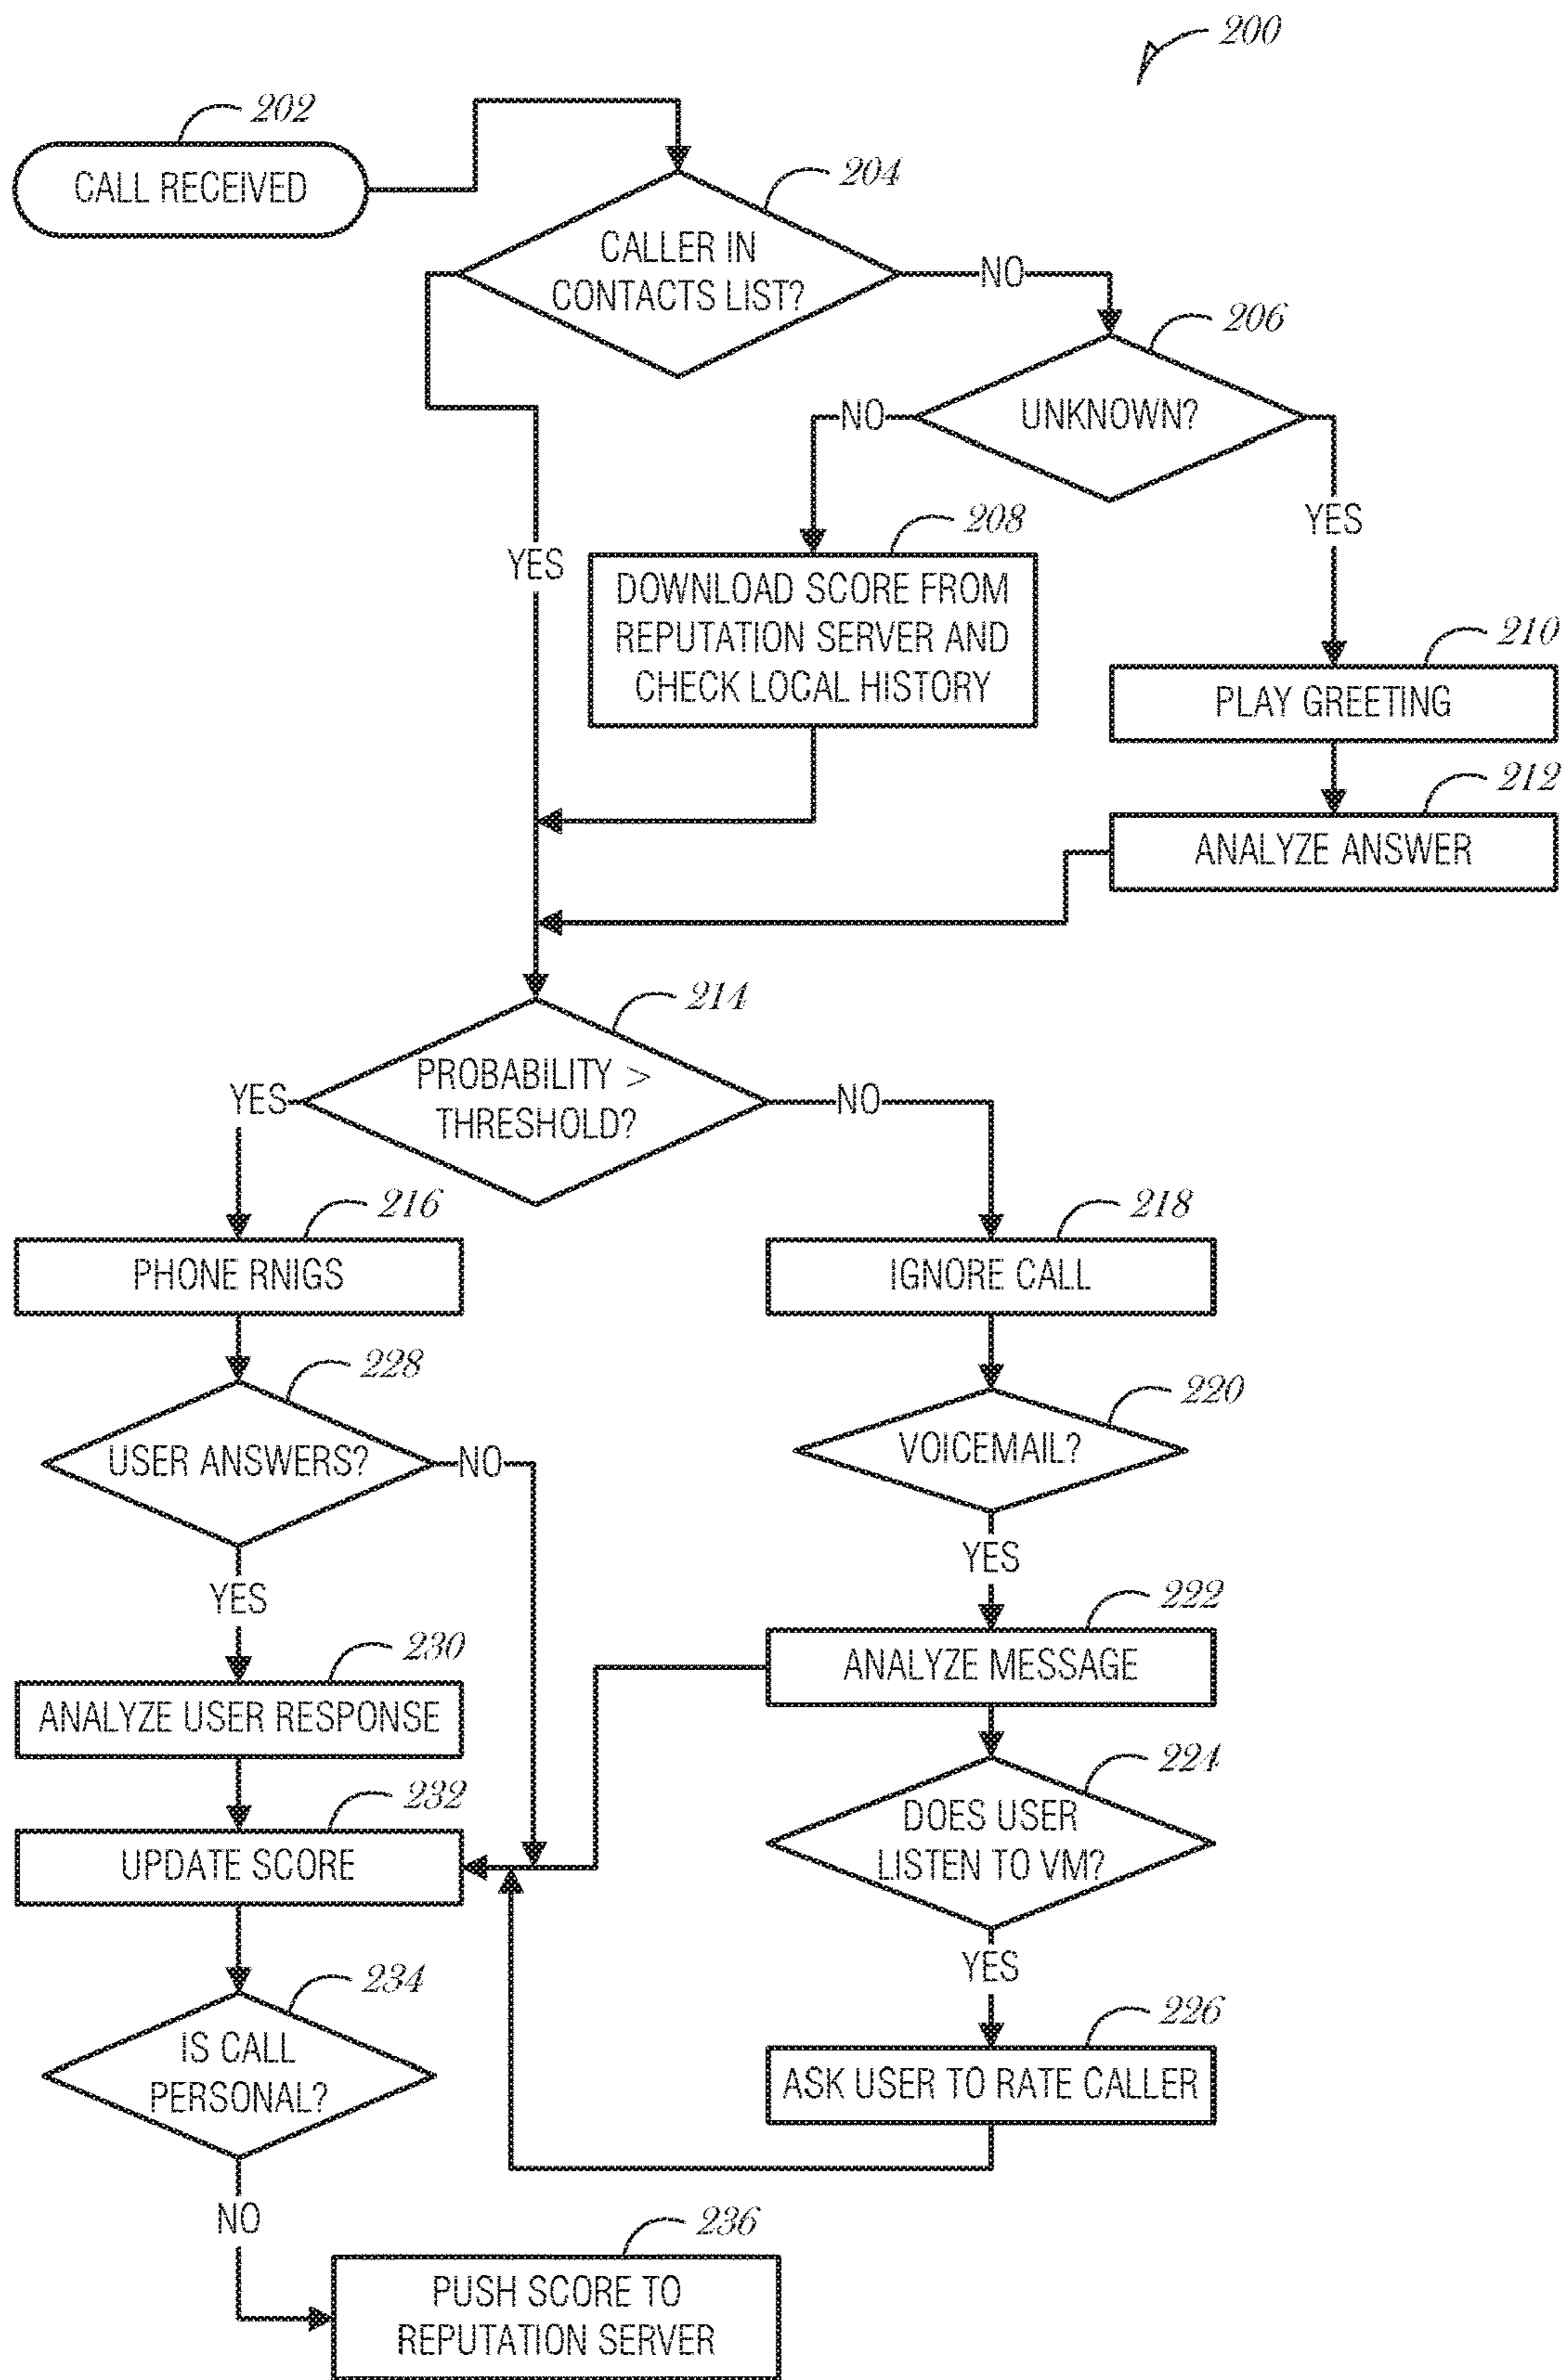 200
202
CALL RECEIVED
204
CALLER IN
CONTACTS LIST?
NO
206
UNKNOWN?
NO
YES
YES
208
DOWNLOAD SCORE FROM
REPUTATION SERVER AND
CHECK LOCAL HISTORY
210
PLAY GREETING
212
ANALYZE ANSWER
214
PROBABILITY >
THRESHOLD?
YES
NO
216
PHONE RNIGS
218
IGNORE CALL
228
USER ANSWERS?
NO
220
VOICEMAIL?
YES
YES
222
ANALYZE MESSAGE
230
ANALYZE USER RESPONSE
224
DOES USER
LISTEN TO VM?
232
UPDATE SCORE
YES
234
IS CALL
PERSONAL?
226
ASK USER TO RATE CALLER
NO
236
PUSH SCORE TO
REPUTATION SERVER